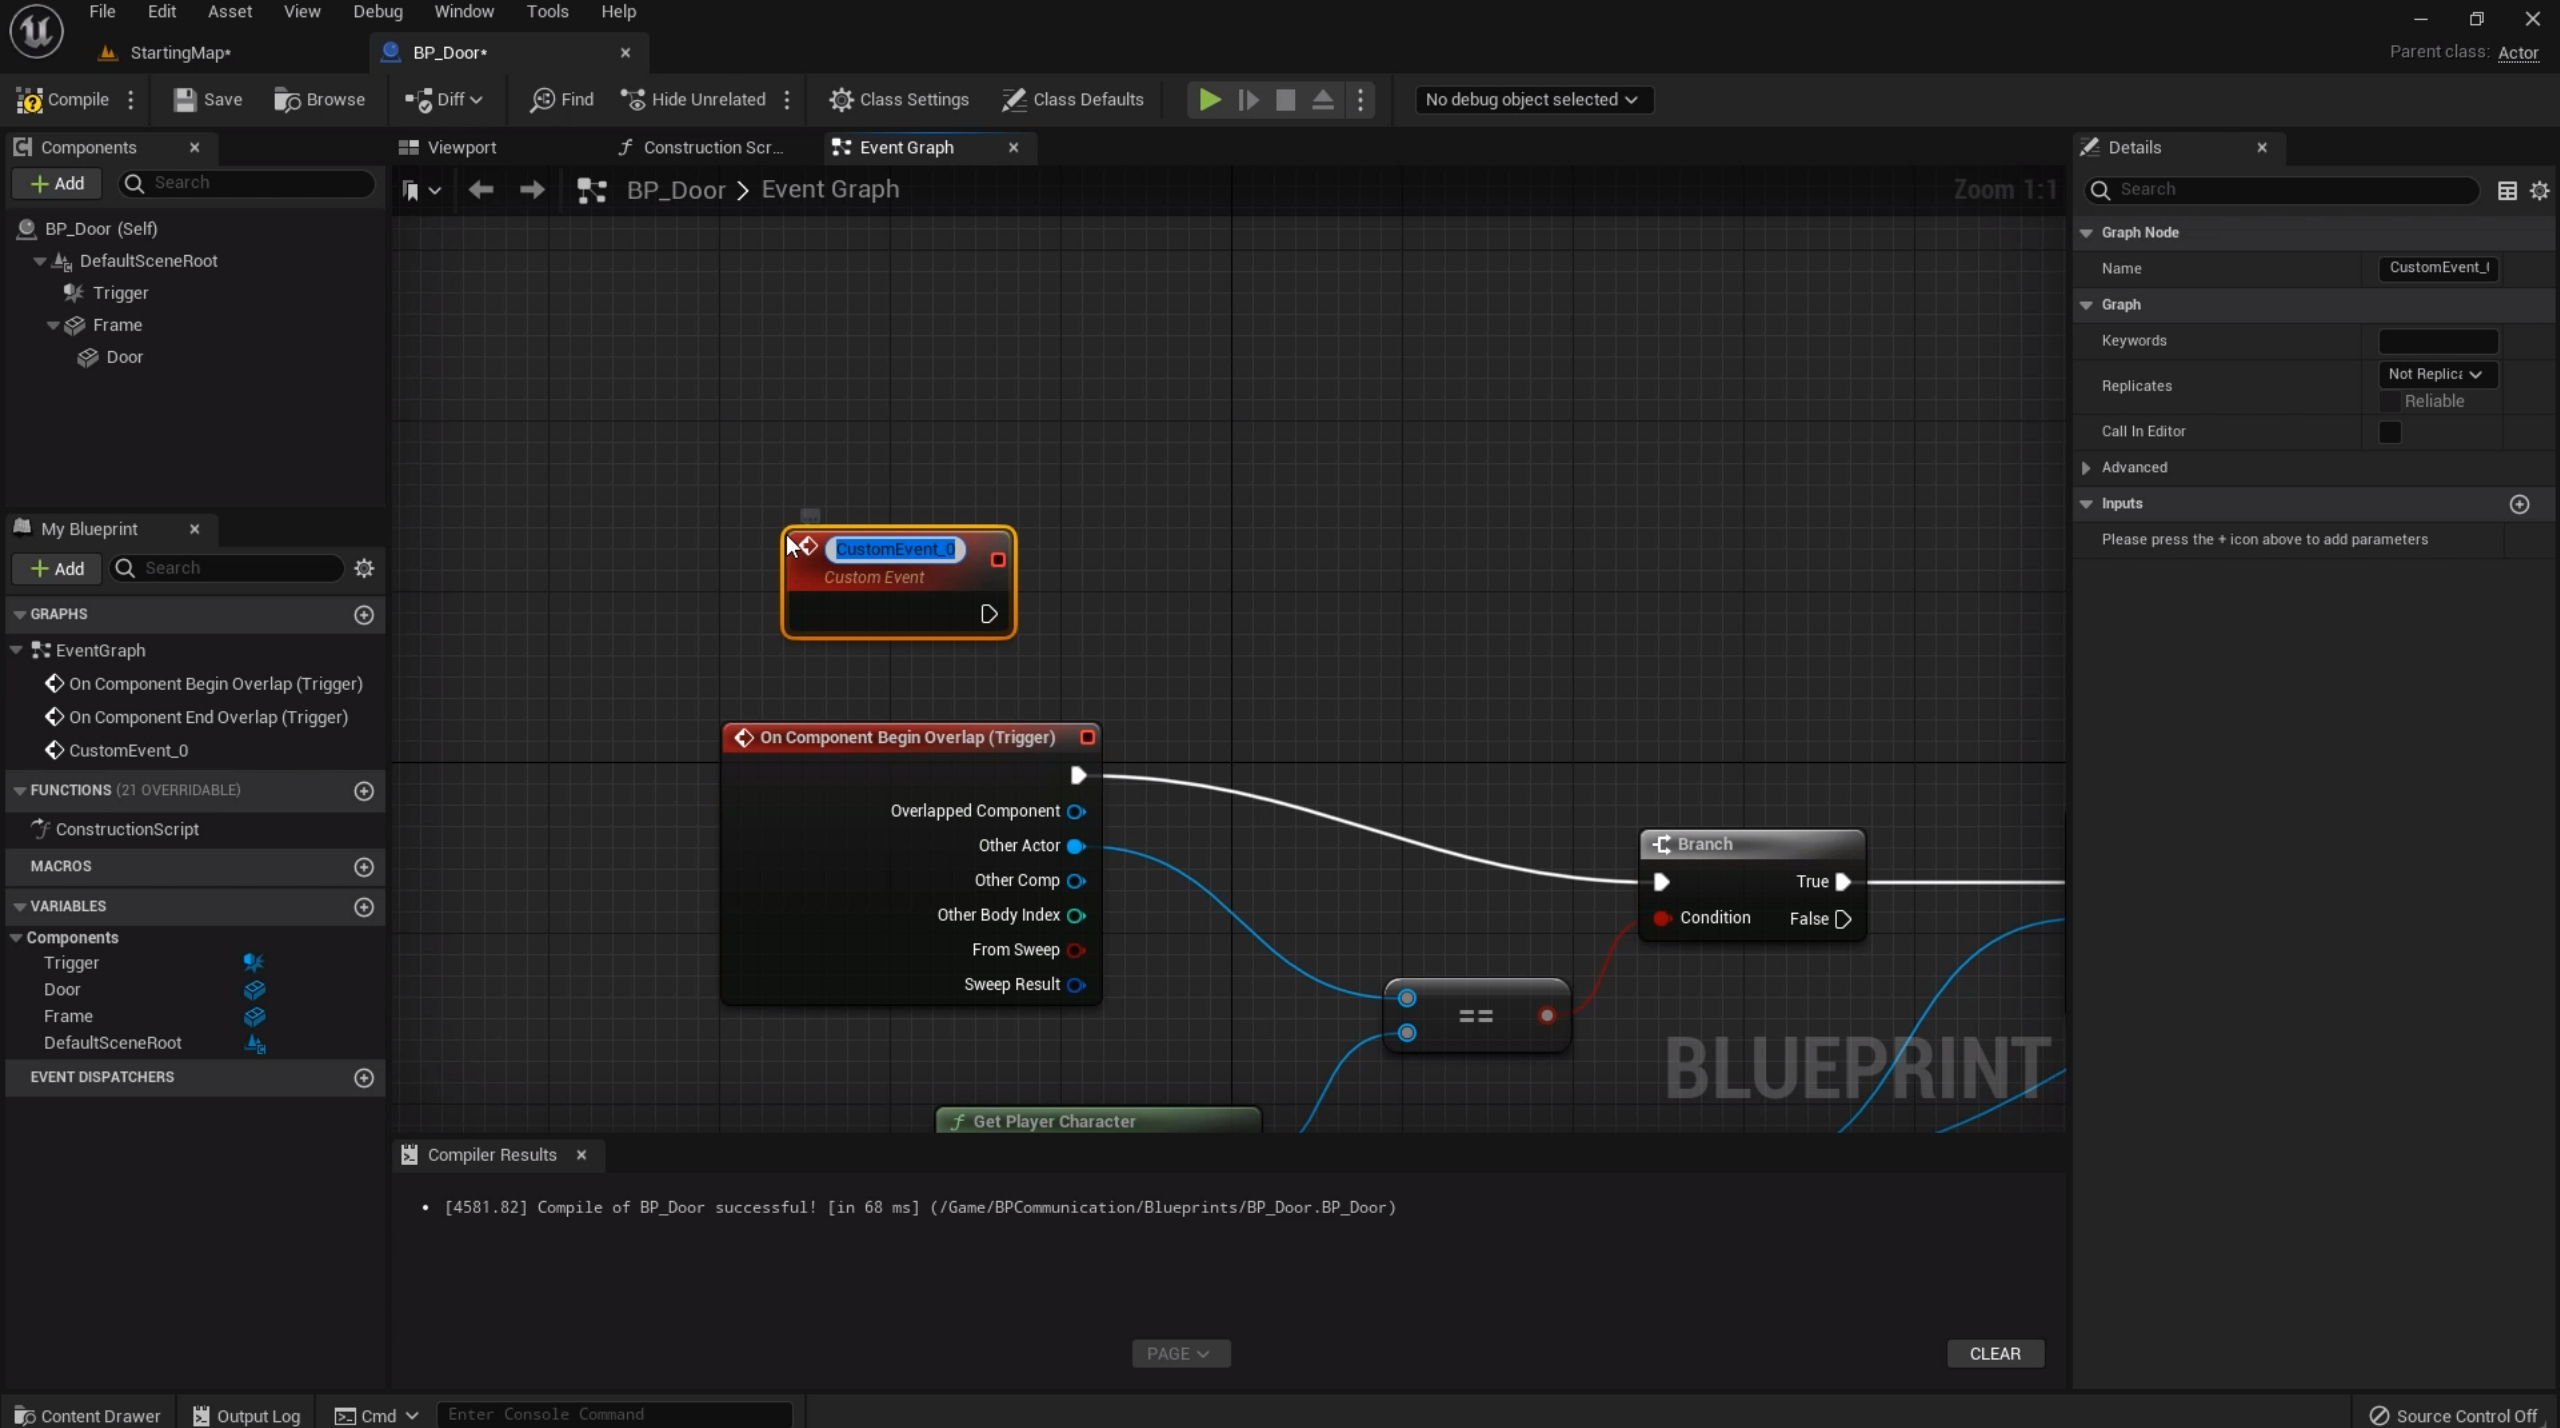 File Edit Asset View Debug Window Tools Help
StartingMap*
BP_Door*
Parent class: Actor
Compile
Save
Browse
Diff
Find
Hide Unrelated
Class Settings
Class Defaults
No debug object selected
Components
Add
Search
BP_Door (Self)
DefaultSceneRoot
Trigger
Frame
Door
My Blueprint
Add
Search
GRAPHS
EventGraph
On Component Begin Overlap (Trigger)
On Component End Overlap (Trigger)
CustomEvent_0
FUNCTIONS (21 OVERRIDABLE)
ConstructionScript
MACROS
VARIABLES
Components
Trigger
Door
Frame
DefaultSceneRoot
EVENT DISPATCHERS
Viewport
Construction Scr...
Event Graph
BP_Door > Event Graph
Zoom 1:1
CustomEvent_0
Custom Event
On Component Begin Overlap (Trigger)
Overlapped Component
Other Actor
Other Comp
Other Body Index
From Sweep
Sweep Result
Branch
True
Condition
False
==
BLUEPRINT
Get Player Character
Compiler Results
• [4581.82] Compile of BP_Door successful! [in 68 ms] (/Game/BPCommunication/Blueprints/BP_Door.BP_Door)
PAGE
CLEAR
Details
Search
Graph Node
Name
CustomEvent_
Graph
Keywords
Replicates
Not Replic
Reliable
Call In Editor
Advanced
Inputs
Please press the + icon above to add parameters
Content Drawer
Output Log
Cmd
Enter Console Command
Source Control Off